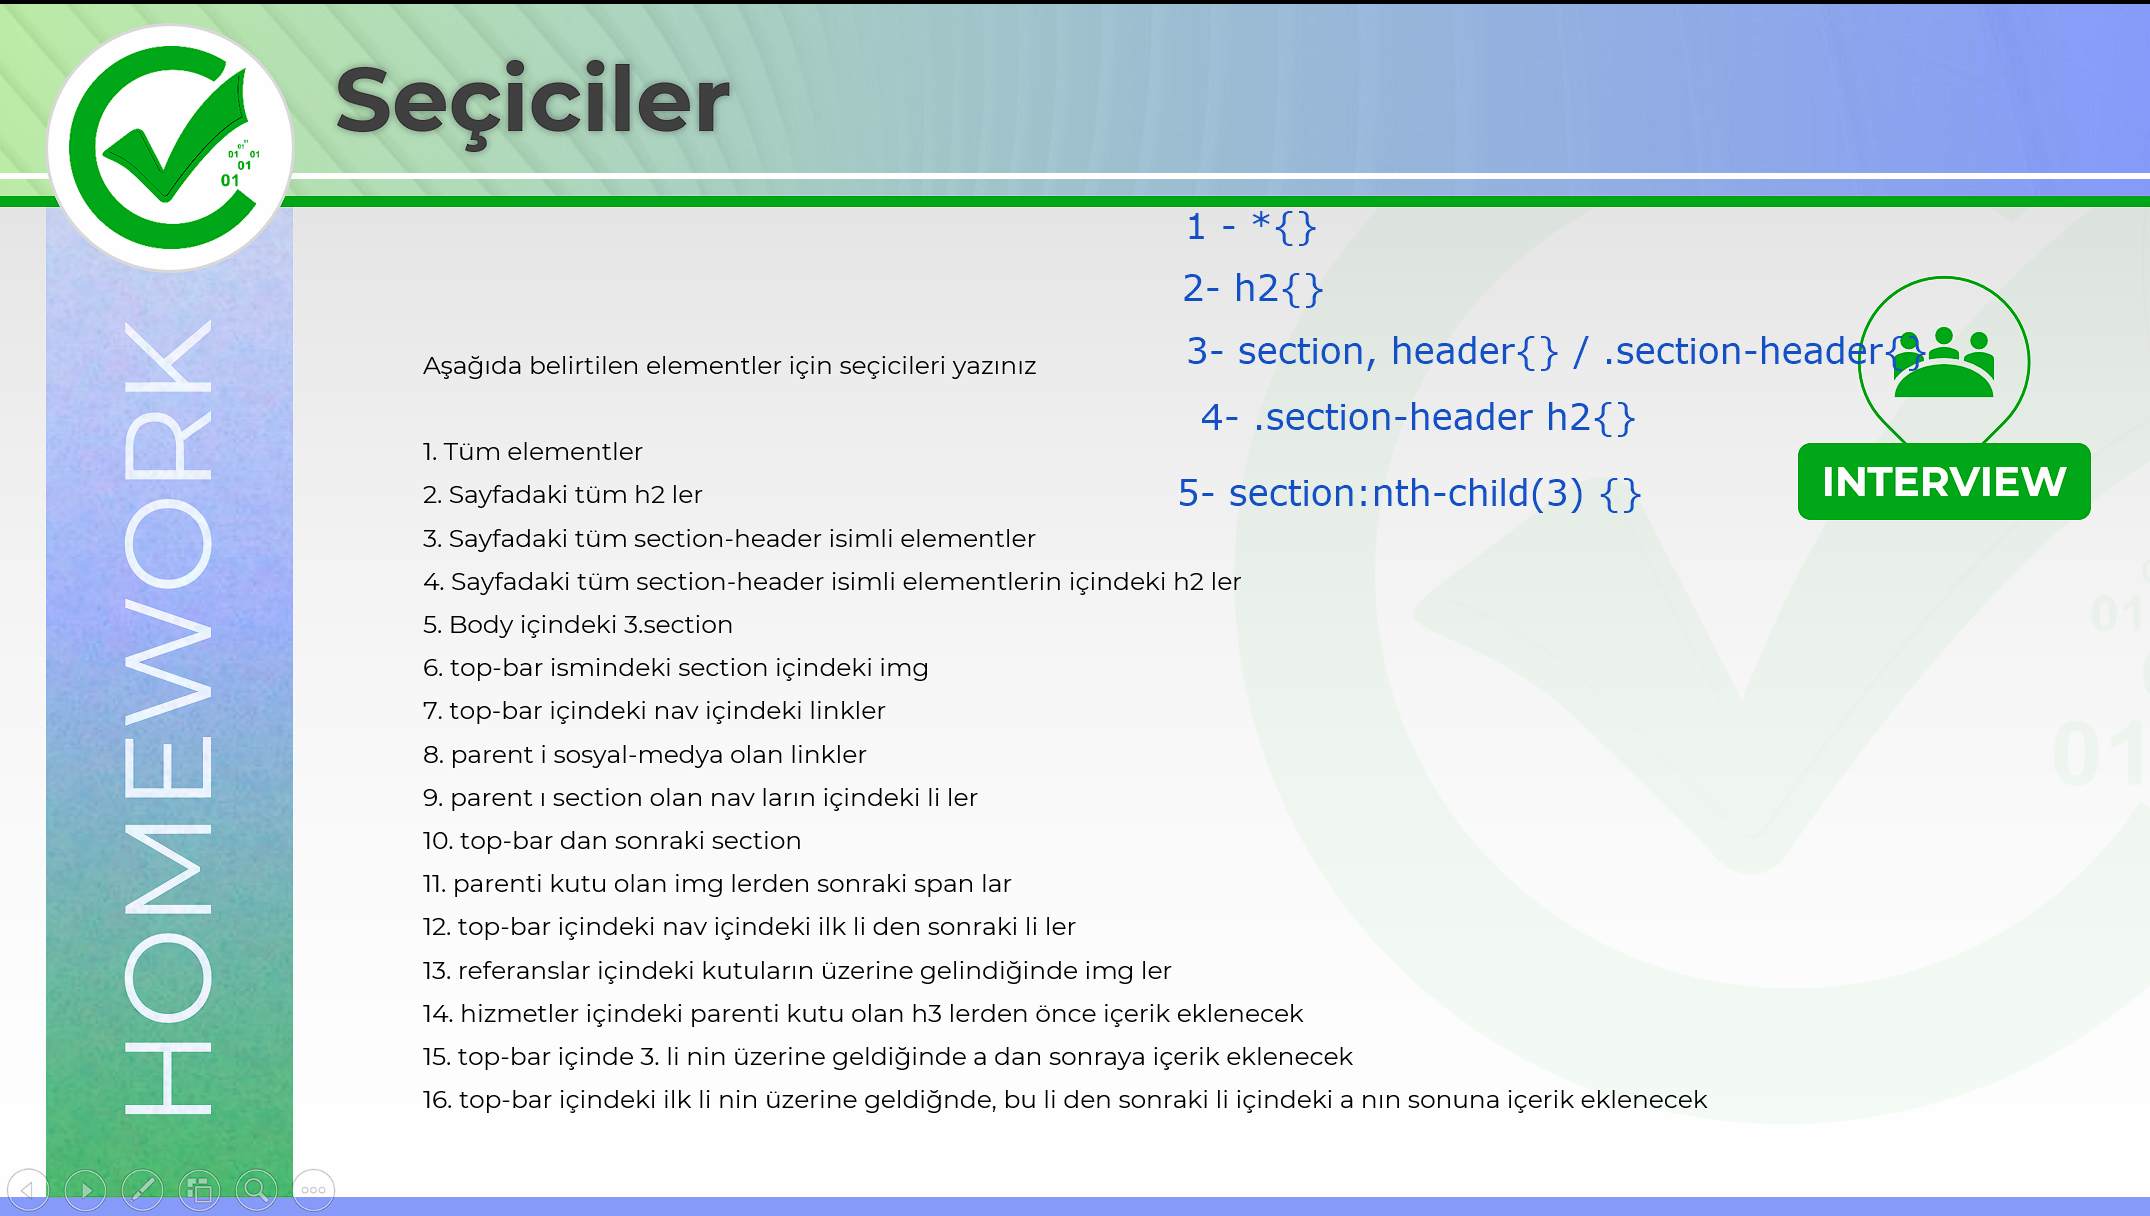 Seçiciler
01 01
01
01
HOMEWORK
1 - *{}
2- h2{}
3- section, header{} / .section-header{}
4- .section-header h2{}
5- section:nth-child(3) {}
INTERVIEW
Aşağıda belirtilen elementler için seçicileri yazınız
1. Tüm elementler
2. Sayfadaki tüm h2 ler
3. Sayfadaki tüm section-header isimli elementler
4. Sayfadaki tüm section-header isimli elementlerin içindeki h2 ler
5. Body içindeki 3.section
6. top-bar ismindeki section içindeki img
7. top-bar içindeki nav içindeki linkler
8. parent i sosyal-medya olan linkler
9. parent ı section olan nav ların içindeki li ler
10. top-bar dan sonraki section
11. parenti kutu olan img lerden sonraki span lar
12. top-bar içindeki nav içindeki ilk li den sonraki li ler
13. referanslar içindeki kutuların üzerine gelindiğinde img ler
14. hizmetler içindeki parenti kutu olan h3 lerden önce içerik eklenecek
15. top-bar içinde 3. li nin üzerine geldiğinde a dan sonraya içerik eklenecek
16. top-bar içindeki ilk li nin üzerine geldiğnde, bu li den sonraki li içindeki a nın sonuna içerik eklenecek
01
01